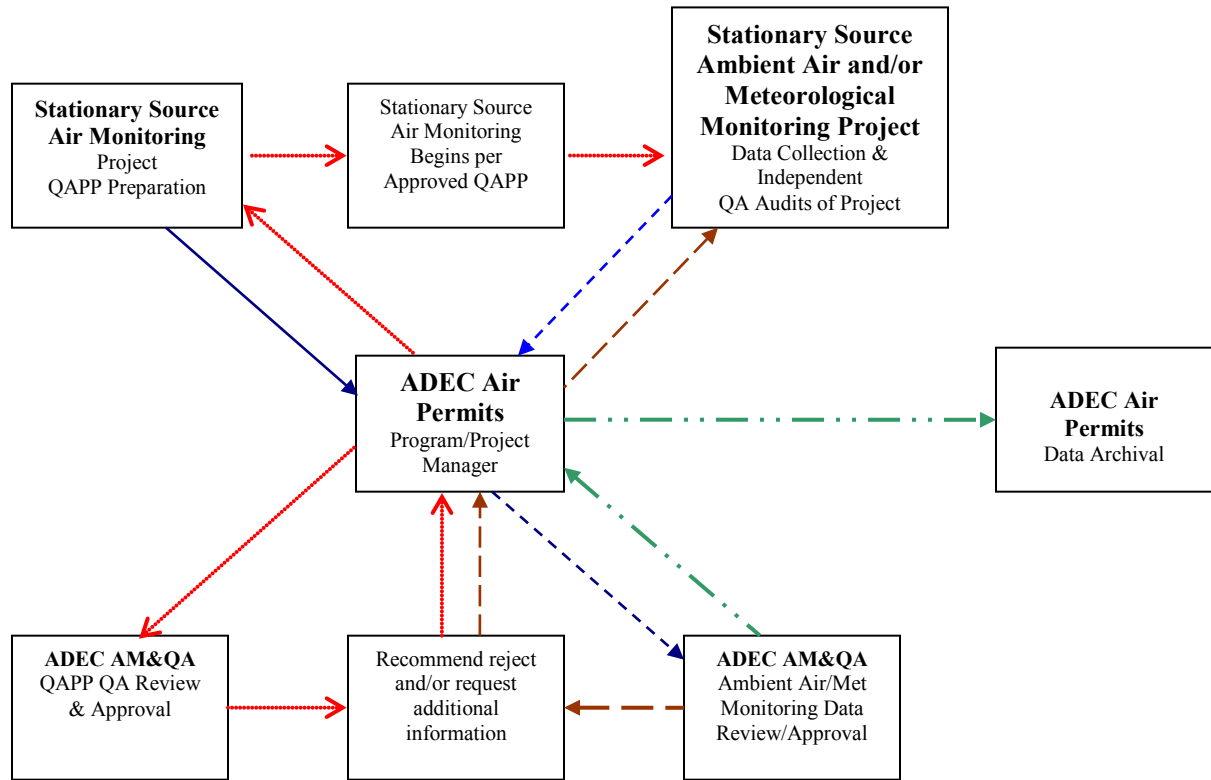 Stationary Source
Air Monitoring
Project
QAPP Preparation
Stationary Source
Air Monitoring
Begins per
Approved QAPP
Stationary Source
Ambient Air and/or
Meteorological
Monitoring Project
Data Collection &
Independent
QA Audits of Project
ADEC Air
Permits
Program/Project
Manager
ADEC Air
Permits
Data Archival
ADEC AM&QA
QAPP QA Review
& Approval
Recommend reject
and/or request
additional
information
ADEC AM&QA
Ambient Air/Met
Monitoring Data
Review/Approval